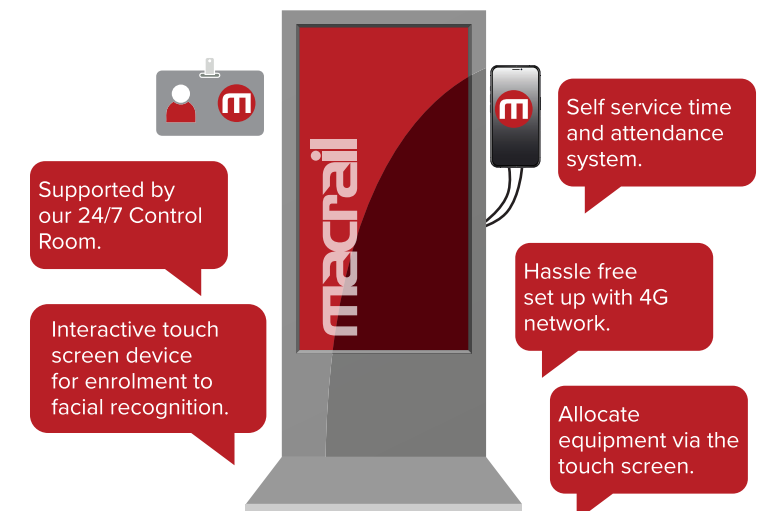 m
m
macrail
Self service time
and attendance
system.
Supported by
our 24/7 Control
Room.
Hassle free
set up with 4G
network.
Interactive touch
screen device
for enrolment to
facial recognition.
Allocate
equipment via the
touch screen.